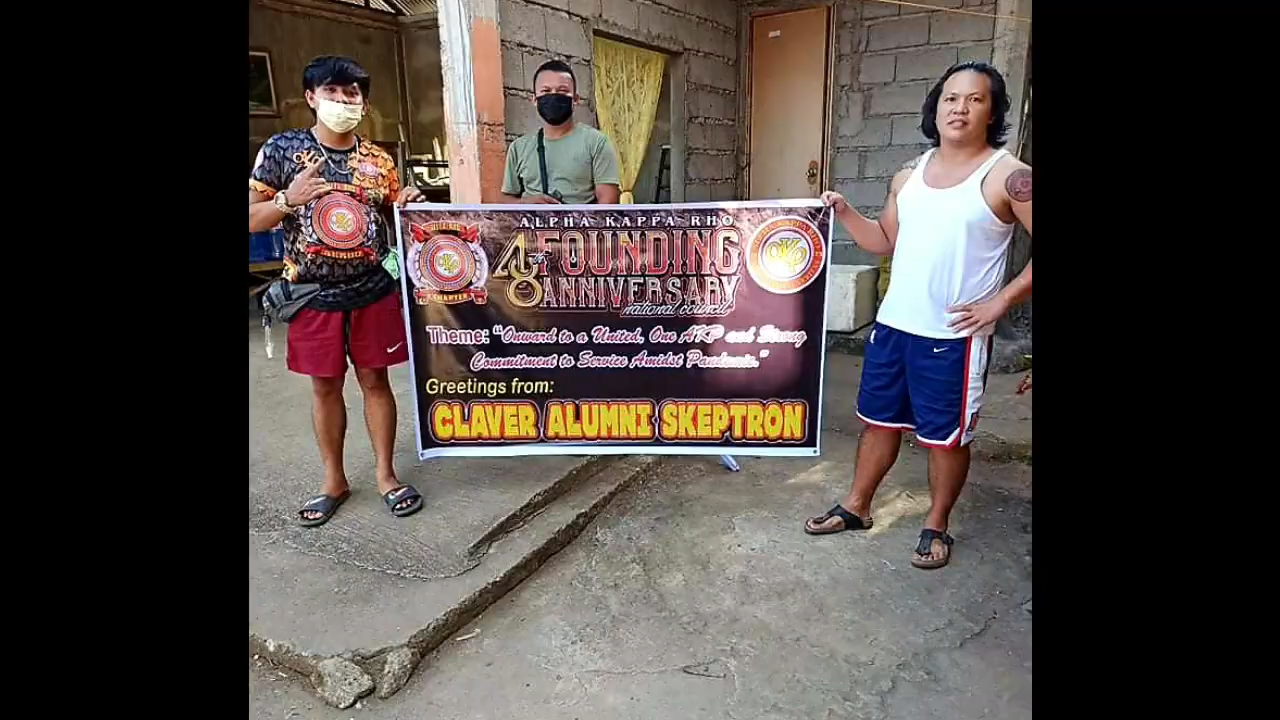 ALPHA KAPPA RHO
48th FOUNDING
ANNIVERSARY
national council
Theme: "Onward to a United, One AKP and Strong
Commitment to Service Amidst Pandemic."
Greetings from:
CLAVER ALUMNI SKEPTRON